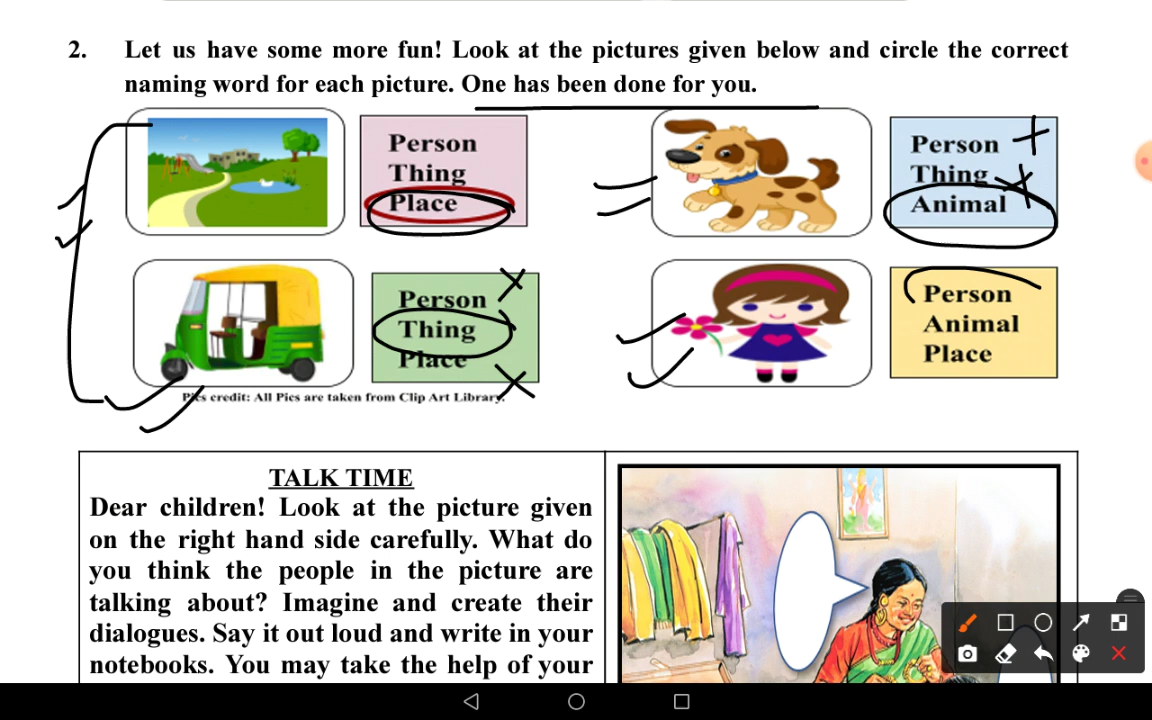 2. Let us have some more fun! Look at the pictures given below and circle the correct
naming word for each picture. One has been done for you.
Person
Thing
Place
Person
Thing
Animal
Person
Thing
Place
Person
Animal
Place
Pics credit: All Pics are taken from Clip Art Library.
TALK TIME
Dear children! Look at the picture given
on the right hand side carefully. What do
you think the people in the picture are
talking about? Imagine and create their
dialogues. Say it out loud and write in your
notebooks. You may take the help of your